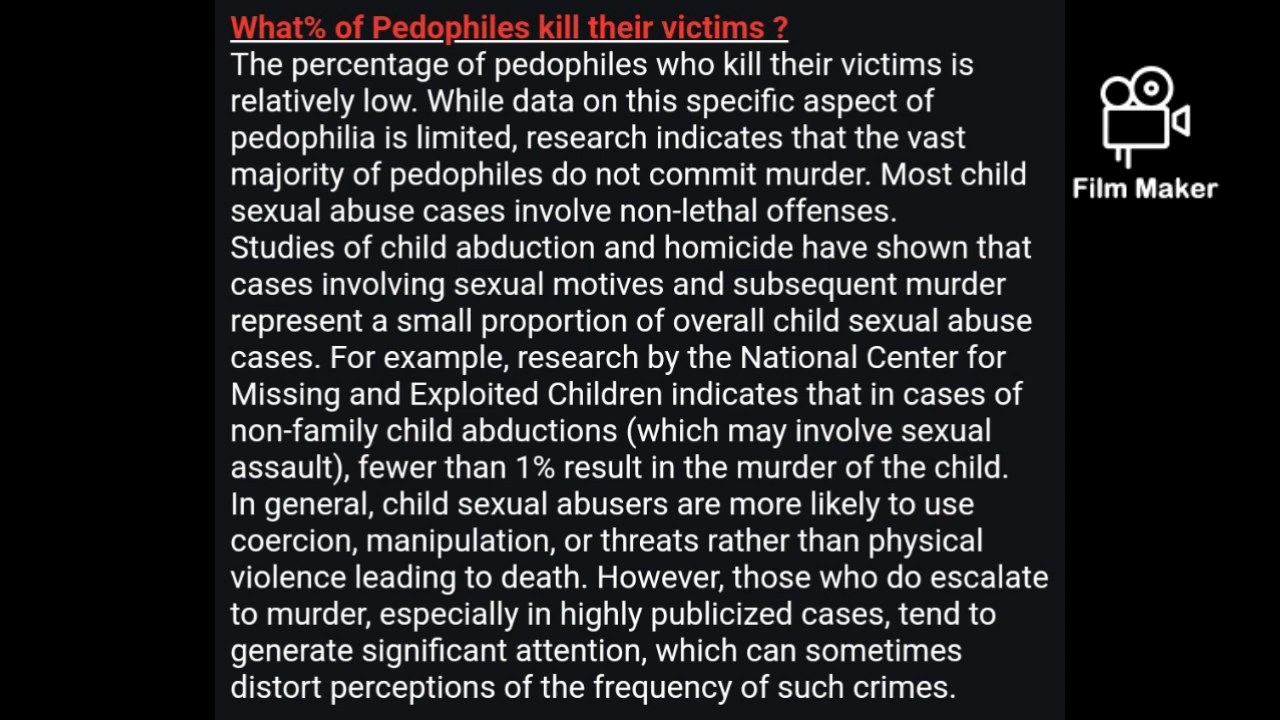 What% of Pedophiles kill their victims ?
The percentage of pedophiles who kill their victims is
relatively low. While data on this specific aspect of
pedophilia is limited, research indicates that the vast
majority of pedophiles do not commit murder. Most child
sexual abuse cases involve non-lethal offenses.
Studies of child abduction and homicide have shown that
cases involving sexual motives and subsequent murder
represent a small proportion of overall child sexual abuse
cases. For example, research by the National Center for
Missing and Exploited Children indicates that in cases of
non-family child abductions (which may involve sexual
assault), fewer than 1% result in the murder of the child.
In general, child sexual abusers are more likely to use
coercion, manipulation, or threats rather than physical
violence leading to death. However, those who do escalate
to murder, especially in highly publicized cases, tend to
generate significant attention, which can sometimes
distort perceptions of the frequency of such crimes.
Film Maker